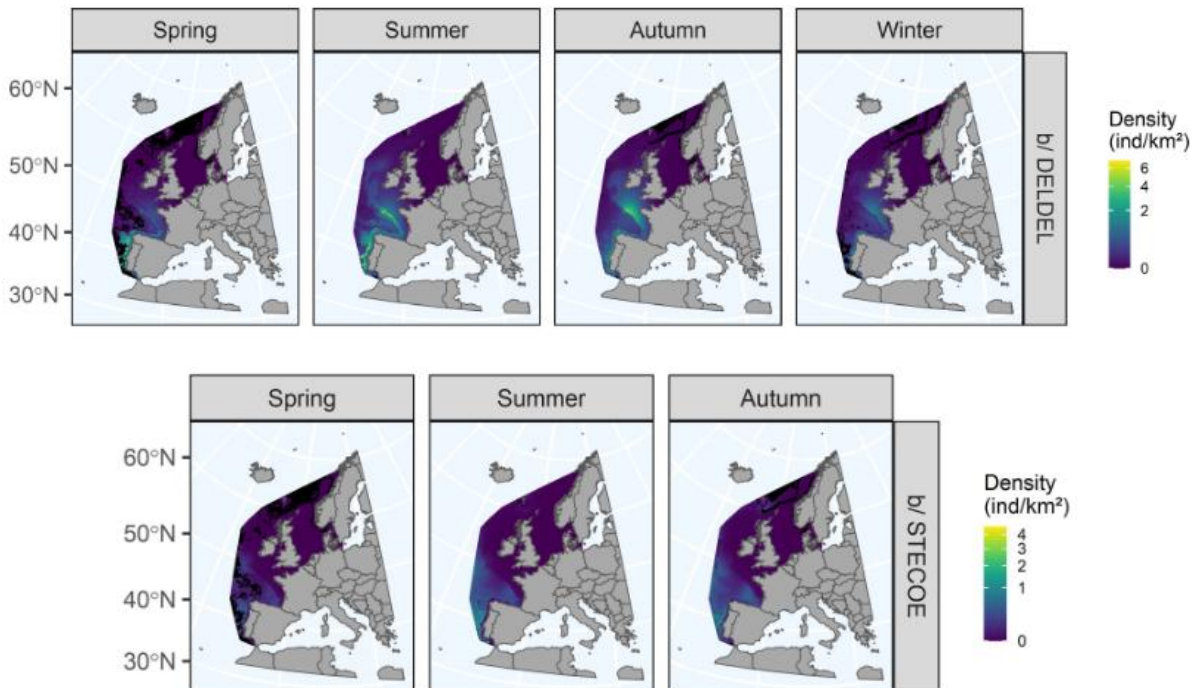 Spring
Summer
Autumn
Winter
60°N
50°N
40°N
30°N
b/ DELDEL
Density
(ind/km²)
6
4
2
0
Spring
Summer
Autumn
60°N
50°N
40°N
30°N
b/ STECOE
Density
(ind/km²)
4
3
2
1
0